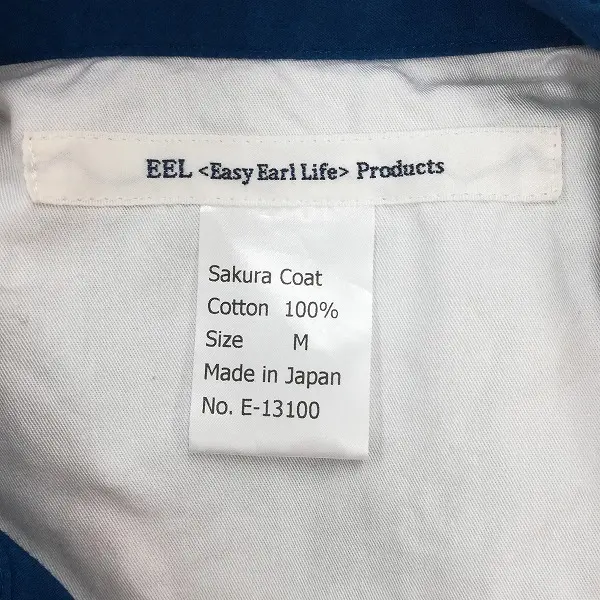 EEL <Easy Earl Life> Products
Sakura Coat
Cotton 100%
Size M
Made in Japan
No. E-13100